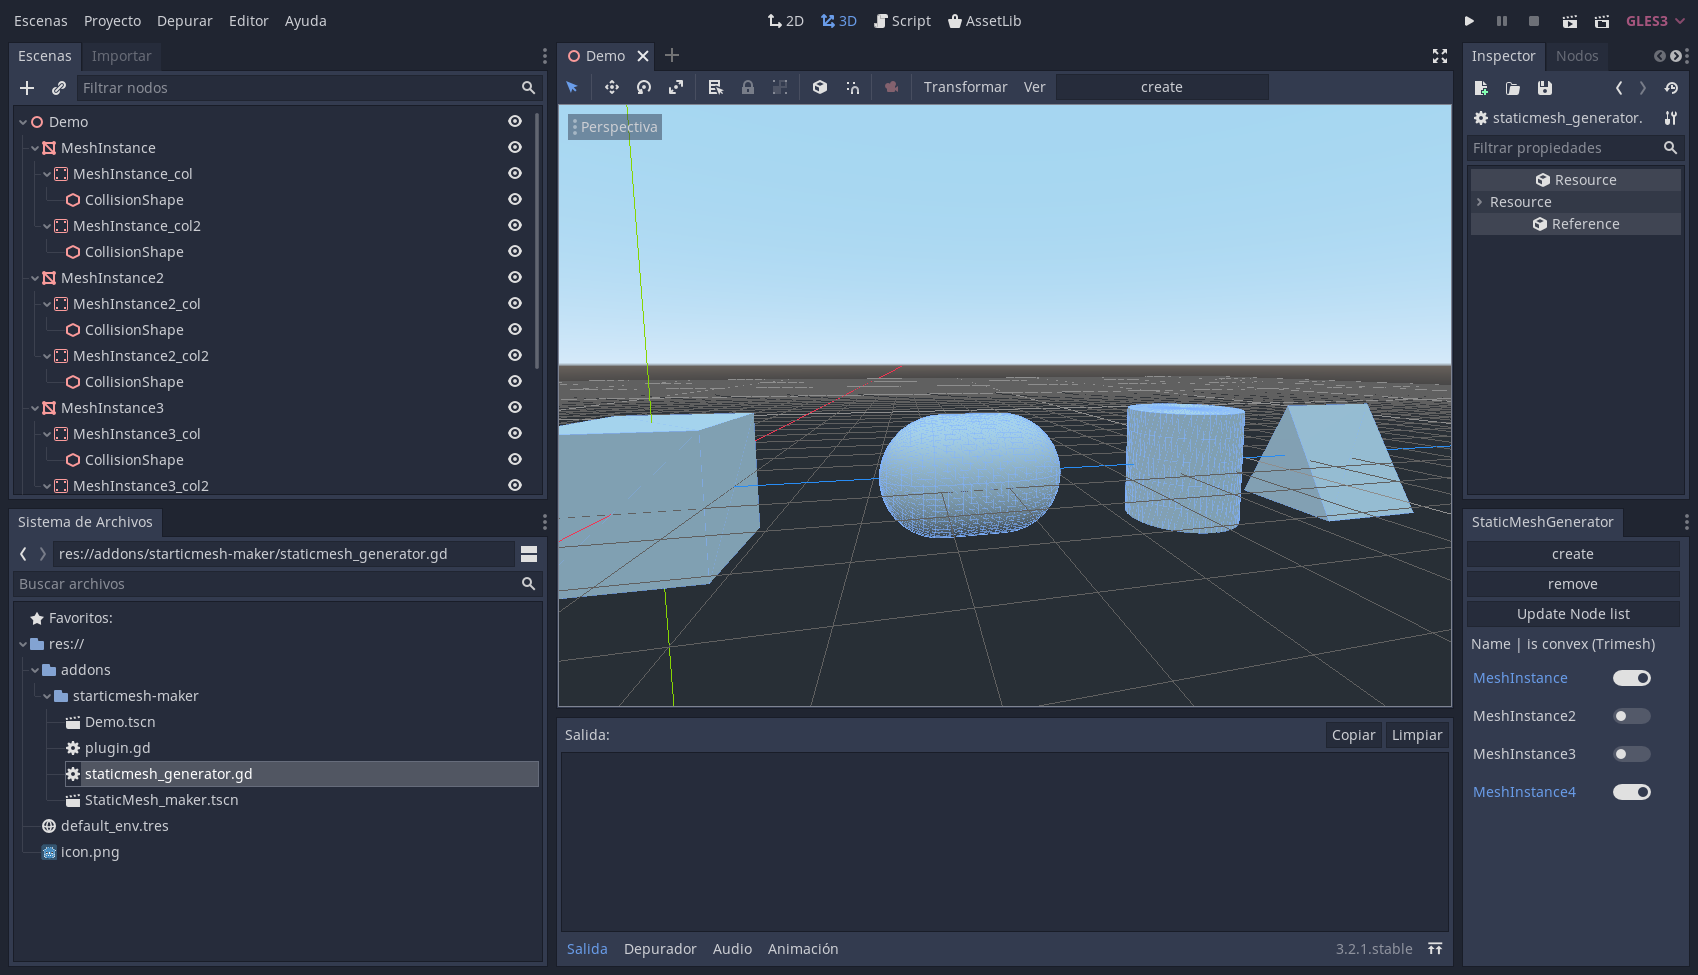 Escenas Proyecto Depurar Editor Ayuda
2D 3D Script AssetLib
GLES3
Escenas Importar
Filtrar nodos
Demo
MeshInstance
MeshInstance_col
CollisionShape
MeshInstance_col2
CollisionShape
MeshInstance2
MeshInstance2_col
CollisionShape
MeshInstance2_col2
CollisionShape
MeshInstance3
MeshInstance3_col
CollisionShape
MeshInstance3_col2
Sistema de Archivos
res://addons/starticmesh-maker/staticmesh_generator.gd
Buscar archivos
Favoritos:
res://
addons
starticmesh-maker
Demo.tscn
plugin.gd
staticmesh_generator.gd
StaticMesh_maker.tscn
default_env.tres
icon.png
Demo
Transformar Ver create
Perspectiva
Salida: Copiar Limpiar
Salida Depurador Audio Animación 3.2.1.stable
Inspector Nodos
staticmesh_generator.
Filtrar propiedades
Resource
Resource
Reference
StaticMeshGenerator
create
remove
Update Node list
Name | is convex (Trimesh)
MeshInstance
MeshInstance2
MeshInstance3
MeshInstance4